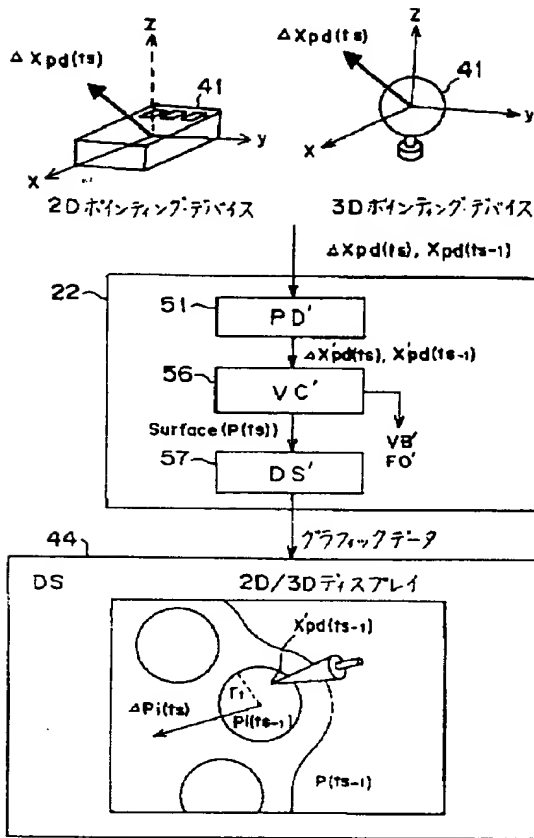 ΔXpd(ts)
Z
41
y
X
2Dポインティング・デバイス
ΔXpd(ts)
Z
41
y
X
3Dポインティング・デバイス
ΔXpd(ts), Xpd(ts-1)
22
51
PD'
ΔX'pd(ts), X'pd(ts-1)
56
VC'
Surface(P(ts))
VB'
FO'
57
DS'
グラフィックデータ
44
DS
2D/3Dディスプレイ
X'pd(ts-1)
r1
ΔPi(ts)
Pi(ts-1)
P(ts-1)